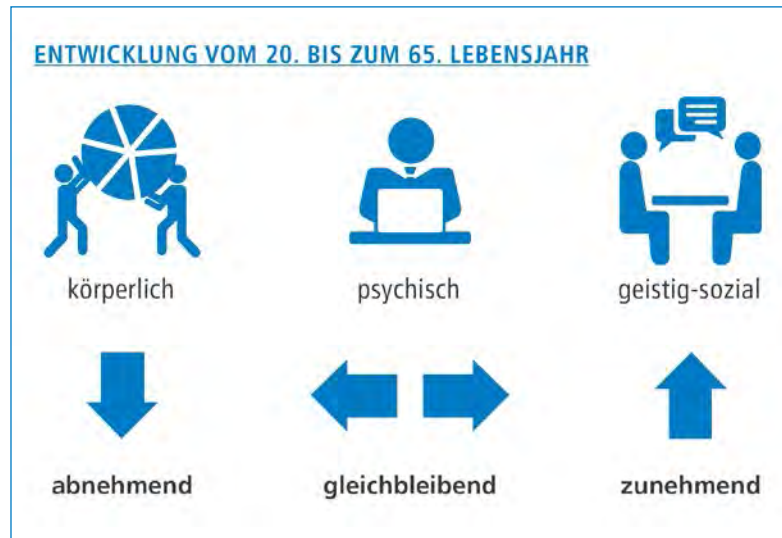 ENTWICKLUNG VOM 20. BIS ZUM 65. LEBENSJAHR
körperlich
psychisch
geistig-sozial
abnehmend
gleichbleibend
zunehmend